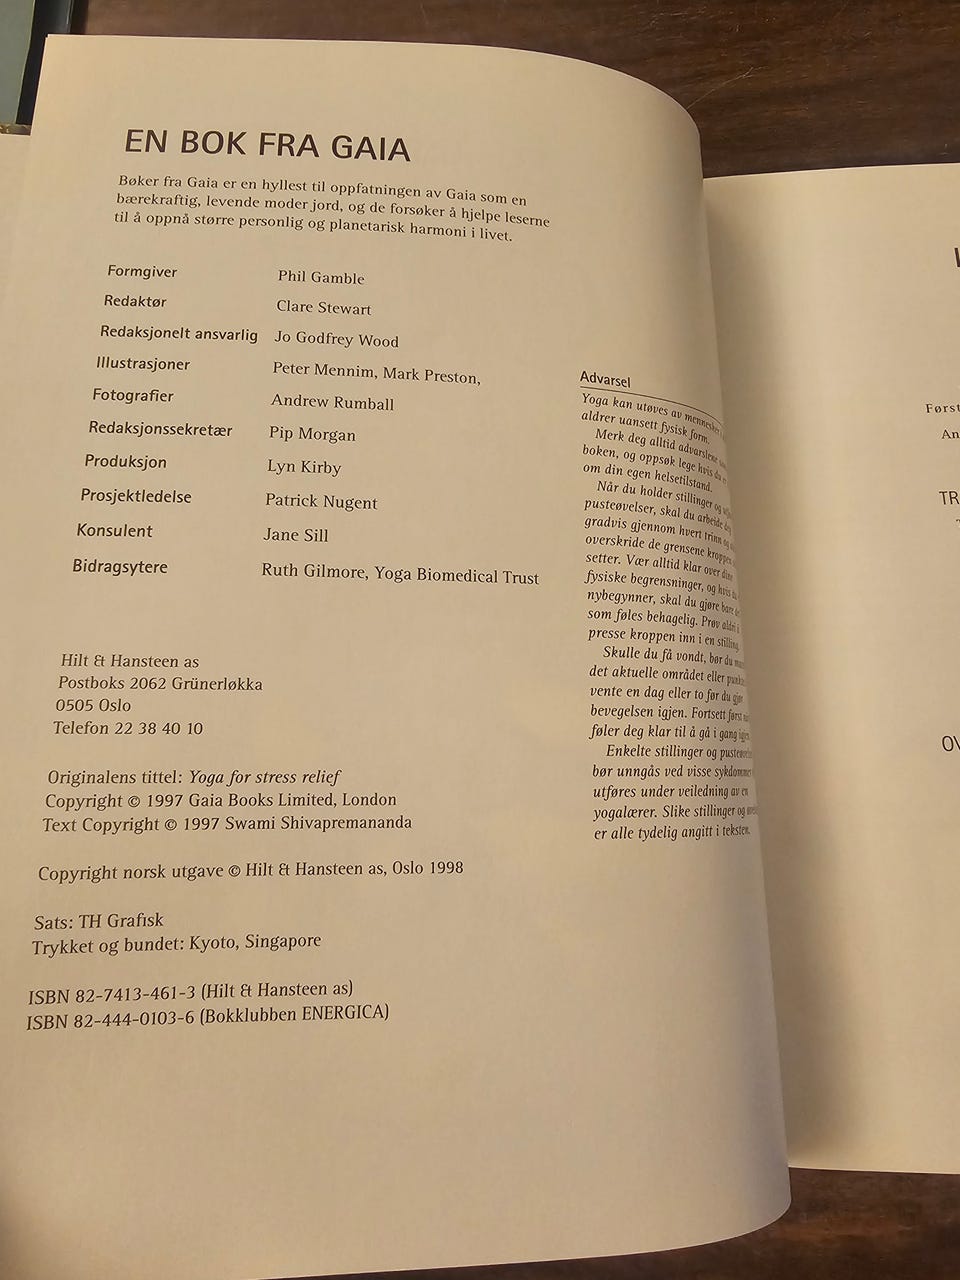 EN BOK FRA GAIA
Bøker fra Gaia er en hyllest til oppfatningen av Gaia som en
bærekraftig, levende moder jord, og de forsøker å hjelpe leserne
til å oppnå større personlig og planetarisk harmoni i livet.
Formgiver Phil Gamble
Redaktør Clare Stewart
Redaksjonelt ansvarlig Jo Godfrey Wood
Illustrasjoner Peter Mennim, Mark Preston,
Fotografier Andrew Rumball
Redaksjonssekretær Pip Morgan
Produksjon Lyn Kirby
Prosjektledelse Patrick Nugent
Konsulent Jane Sill
Bidragsytere Ruth Gilmore, Yoga Biomedical Trust
Hilt & Hansteen as
Postboks 2062 Grünerløkka
0505 Oslo
Telefon 22 38 40 10
Originalens tittel: Yoga for stress relief
Copyright © 1997 Gaia Books Limited, London
Text Copyright © 1997 Swami Shivapremananda
Copyright norsk utgave © Hilt & Hansteen as, Oslo 1998
Sats: TH Grafisk
Trykket og bundet: Kyoto, Singapore
ISBN 82-7413-461-3 (Hilt & Hansteen as)
ISBN 82-444-0103-6 (Bokklubben ENERGICA)
Advarsel
Yoga kan utøves av mennesker
aldrer uansett fysisk form.
Merk deg alltid advarslene
boken, og oppsøk lege hvis du
om din egen helsetilstand.
Når du holder stillinger og
pusteøvelser, skal du arbeide
gradvis gjennom hvert trinn og
overskride de grensene kroppen
setter. Vær alltid klar over dine
fysiske begrensninger, og hvis du
nybegynner, skal du gjøre bare
som føles behagelig. Prøv aldri
presse kroppen inn i en stilling.
Skulle du få vondt, bør du
det aktuelle området eller
vente en dag eller to før du gjør
bevegelsen igjen. Fortsett først
føler deg klar til å gå i gang igjen.
Enkelte stillinger og
bør unngås ved visse sykdommer
utføres under veiledning av en
yogalærer. Slike stillinger og
er alle tydelig angitt i teksten.
Først
An
TR
OV